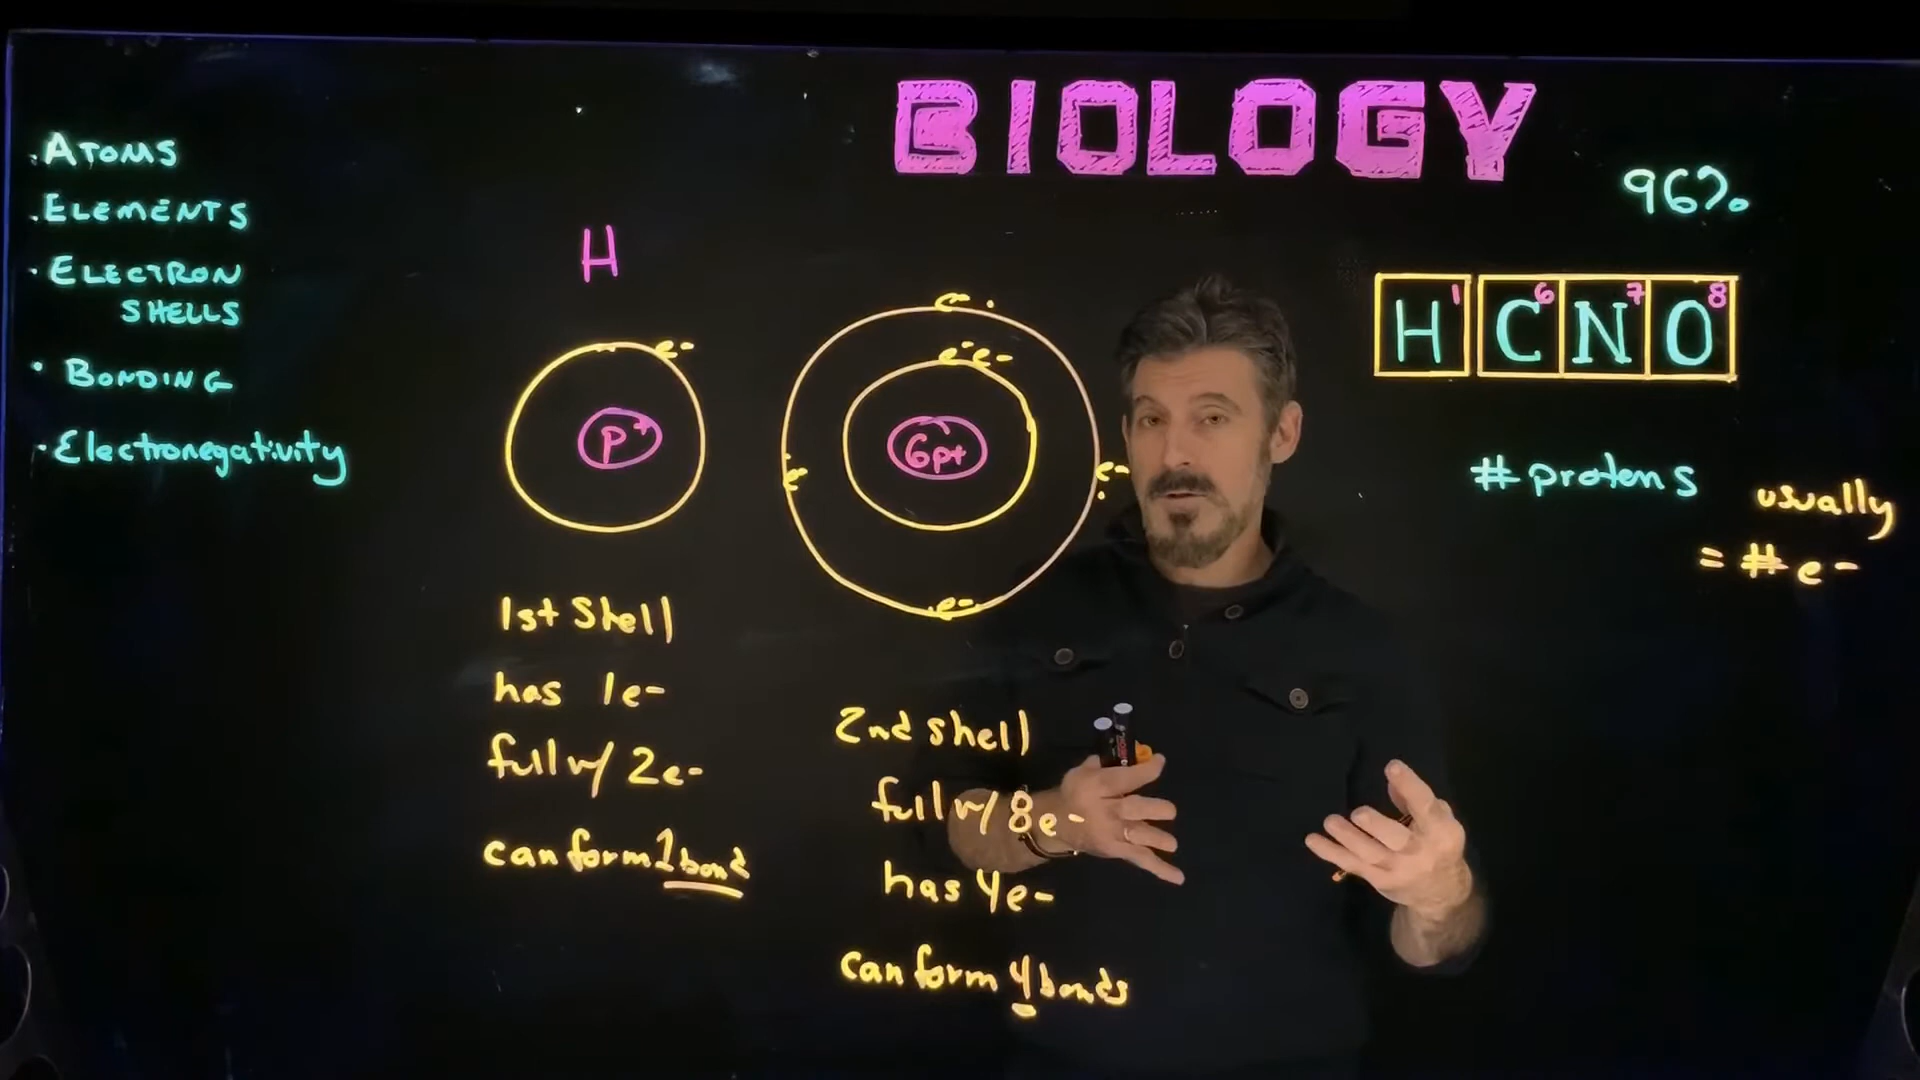 BIOLOGY
• ATOMS
• ELEMENTS
• ELECTRON
SHELLS
• BONDING
• Electronegativity
H
e-
p+
1st Shell
has 1e-
full w/ 2e-
can form 1 bond
e-
e- e-
6p+
e-
e-
e-
2nd shell
full w/ 8e-
has 4e-
can form 4 bonds
96%
H 1 C 6 N 7 O 8
# protons
usually
= # e-